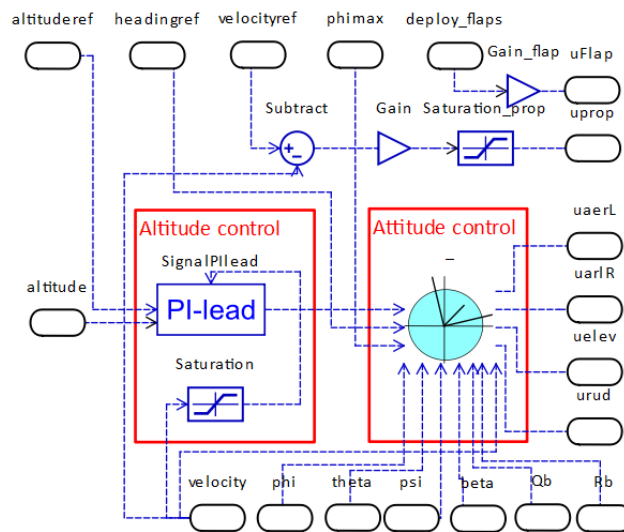 altituderef headingref velocityref phimax deploy_flaps
Gain_flap uFlap
Subtract Gain Saturation_prop uprop
Altitude control Attitude control
uaerL
SignalPIlead
altitude PI-lead
uarlR
Saturation
uelev
urud
velocity phi theta psi beta Qb Rb